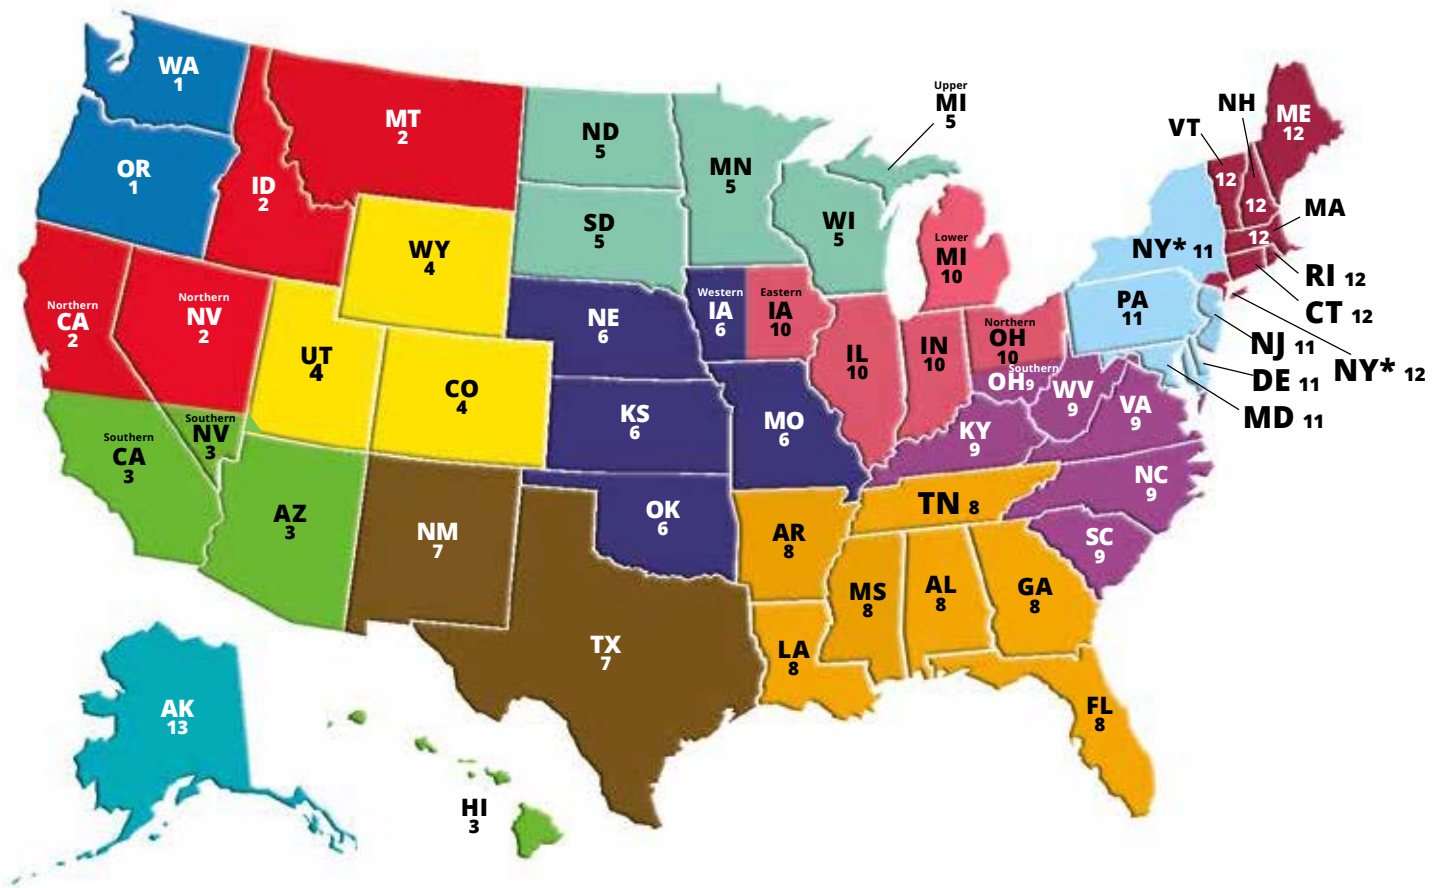 WA
1
OR
1
ID
2
MT
2
Northern
CA
2
Northern
NV
2
Southern
CA
3
Southern
NV
3
UT
4
WY
4
CO
4
AZ
3
NM
7
ND
5
SD
5
MN
5
WI
5
Upper
MI
5
Lower
MI
10
NE
6
Western
IA
6
Eastern
IA
10
KS
6
MO
6
OK
6
TX
7
IL
10
IN
10
Northern
OH
10
Southern
OH9
KY
9
WV
9
VA
9
NC
9
SC
9
TN 8
AR
8
LA
8
MS
8
AL
8
GA
8
FL
8
NY* 11
PA
11
VT
12
NH
12
ME
12
MA
12
RI 12
CT 12
NJ 11
NY* 12
DE 11
MD 11
AK
13
HI
3